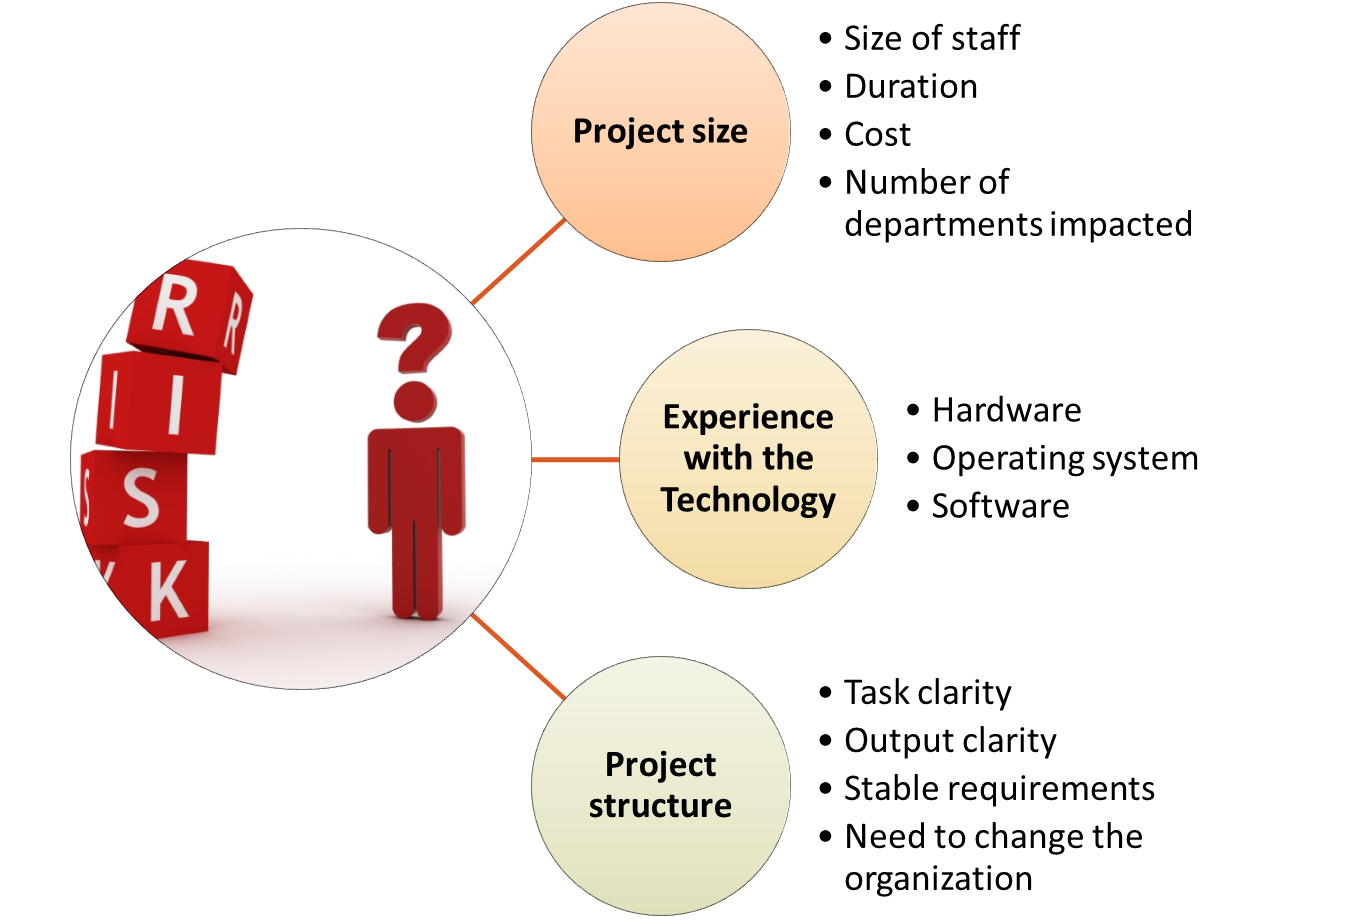 R R
I I
S S
K
?
Project size
• Size of staff
• Duration
• Cost
• Number of
departments impacted
Experience
with the
Technology
• Hardware
• Operating system
• Software
Project
structure
• Task clarity
• Output clarity
• Stable requirements
• Need to change the
organization